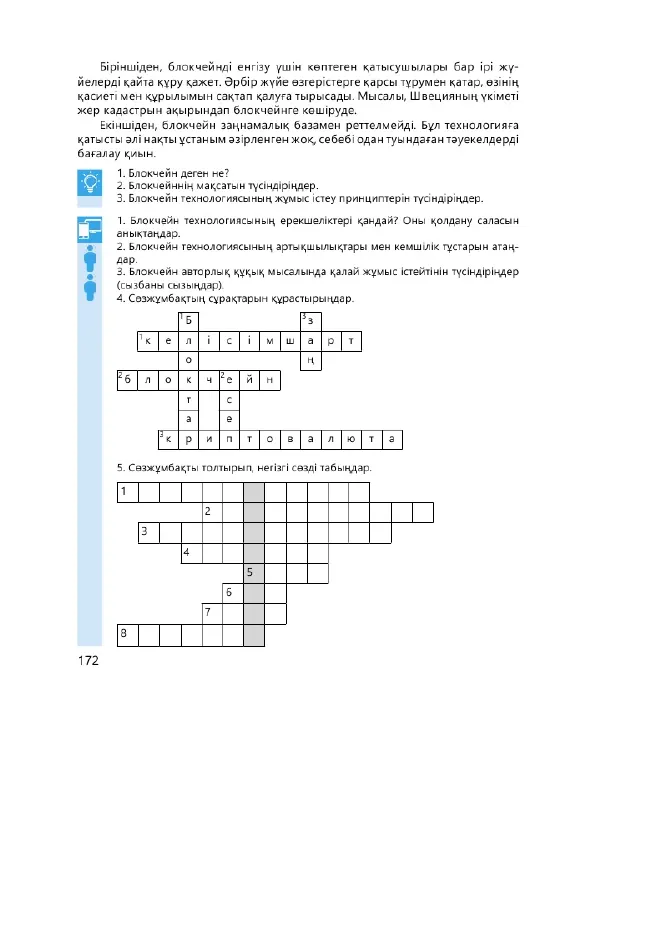 Біріншіден, блокчейнді енгізу үшін көптеген қатысушылары бар ірі жү-
йелерді қайта құру қажет. Әрбір жүйе өзгерістерге қарсы тұрумен қатар, өзінің
қасиеті мен құрылымын сақтап қалуға тырысады. Мысалы, Швецияның үкіметі
жер кадастрын ақырындап блокчейнге көшіруде.
Екіншіден, блокчейн заңнамалық базамен реттелмейді. Бұл технологияға
қатысты әлі нақты ұстаным әзірленген жоқ, себебі одан туындаған тәуекелдерді
бағалау қиын.
1. Блокчейн деген не?
2. Блокчейннің мақсатын түсіндіріңдер.
3. Блокчейн технологиясының жұмыс істеу принциптерін түсіндіріңдер.
1. Блокчейн технологиясының ерекшеліктері қандай? Оны қолдану саласын
анықтаңдар.
2. Блокчейн технологиясының артықшылықтары мен кемшілік тұстарын атаң-
дар.
3. Блокчейн авторлық құқық мысалында қалай жұмыс істейтінін түсіндіріңдер
(сызбаны сызыңдар).
4. Сөзжұмбақтың сұрақтарын құрастырыңдар.
1 Б 3 з
1 к е л і с і м ш а р т
о ң
2 б л о к ч 2 е й н
т с
а е
3 к р и п т о в а л ю т а
5. Сөзжұмбақты толтырып, негізгі сөзді табыңдар.
1
2
3
4
5
6
7
8
172